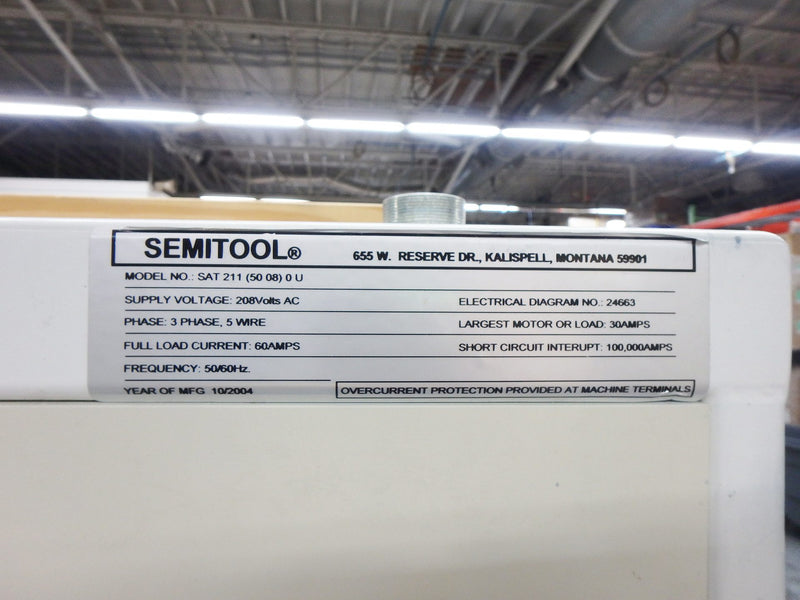 SEMITOOL® 655 W. RESERVE DR., KALISPELL, MONTANA 59901
MODEL NO.: SAT 211 (50 08) 0 U
SUPPLY VOLTAGE: 208Volts AC ELECTRICAL DIAGRAM NO.: 24663
PHASE: 3 PHASE, 5 WIRE LARGEST MOTOR OR LOAD: 30AMPS
FULL LOAD CURRENT: 60AMPS SHORT CIRCUIT INTERUPT: 100,000AMPS
FREQUENCY: 50/60Hz.
YEAR OF MFG 10/2004 OVERCURRENT PROTECTION PROVIDED AT MACHINE TERMINALS